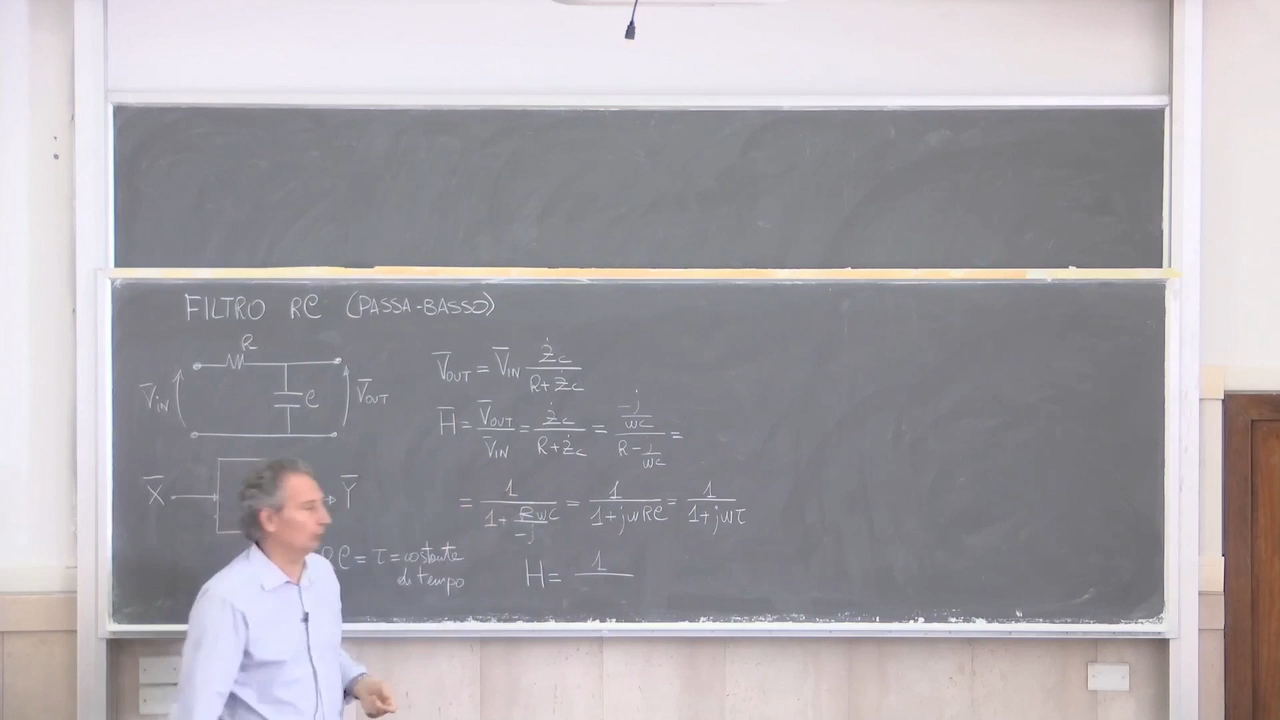 FILTRO RC (PASSA-BASSO)
R
V̅IN C V̅OUT
V̅OUT = V̅IN Żc / (R + Żc)
H̅ = V̅OUT / V̅IN = Żc / (R + Żc) = (-j / ωC) / (R - j / ωC) =
X̅ Y̅
= 1 / (1 + RωC / -j) = 1 / (1 + jωRC) = 1 / (1 + jωτ)
RC = τ = costante
di tempo
H = 1